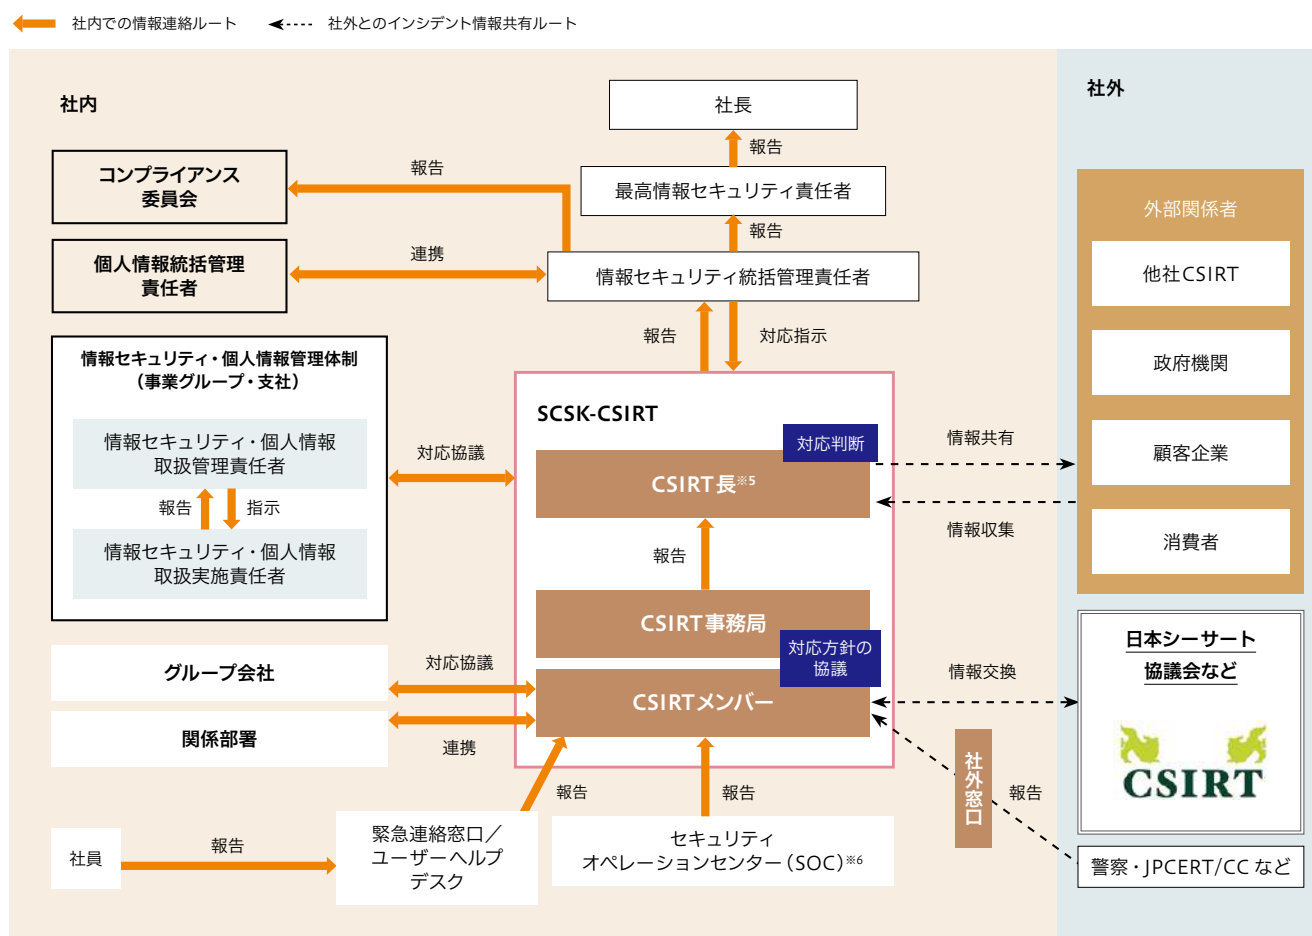 社内での情報連絡ルート
社外とのインシデント情報共有ルート
社内
社外
社長
報告
最高情報セキュリティ責任者
報告
情報セキュリティ統括管理責任者
コンプライアンス
委員会
報告
個人情報統括管理
責任者
連携
報告
対応指示
情報セキュリティ・個人情報管理体制
（事業グループ・支社）
情報セキュリティ・個人情報
取扱管理責任者
報告
指示
情報セキュリティ・個人情報
取扱実施責任者
対応協議
SCSK-CSIRT
対応判断
CSIRT長※5
報告
CSIRT事務局
対応方針の
協議
CSIRTメンバー
グループ会社
対応協議
関係部署
連携
報告
報告
社員
報告
緊急連絡窓口／
ユーザーヘルプ
デスク
セキュリティ
オペレーションセンター（SOC）※6
情報共有
情報収集
情報交換
社外窓口
報告
外部関係者
他社CSIRT
政府機関
顧客企業
消費者
日本シーサート
協議会など
CSIRT
警察・JPCERT/CC など